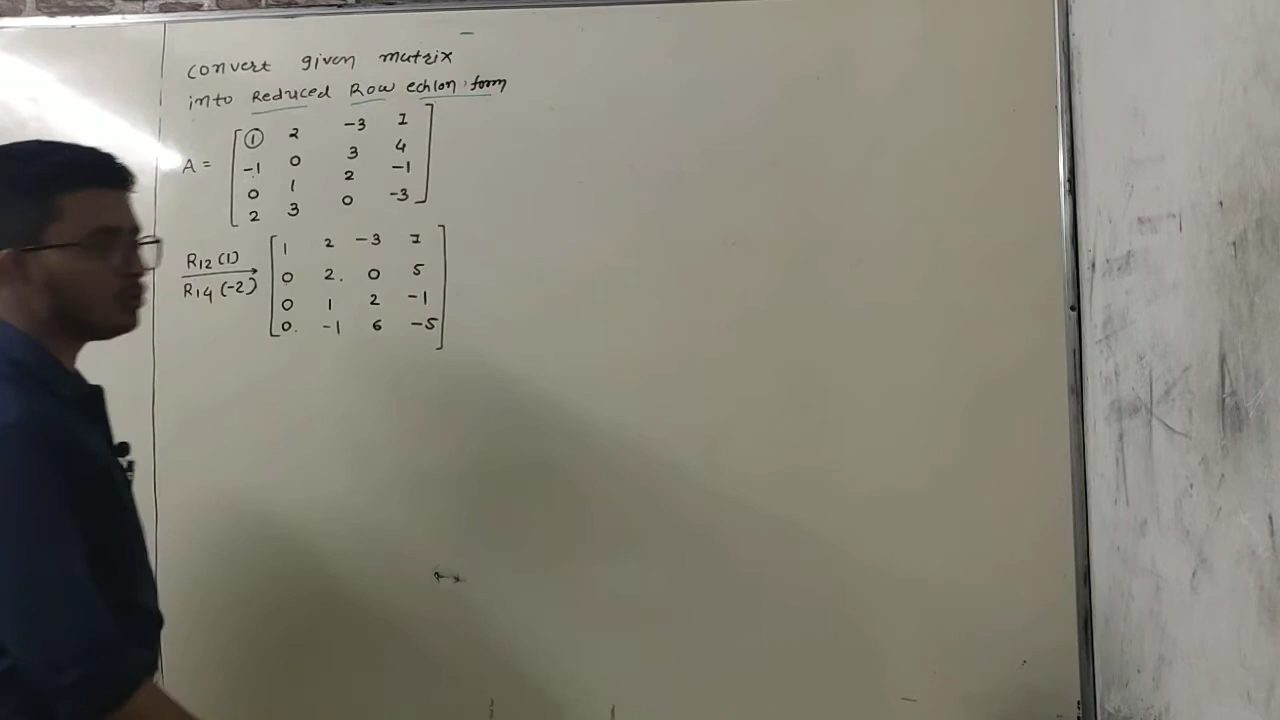 convert given matrix
into Reduced Row echlon form
A = [ 1 2 -3 1
-1 0 3 4
0 1 2 -1
2 3 0 -3 ]
R12 (1)
R14 (-2)
[ 1 2 -3 1
0 2. 0 5
0 1 2 -1
0. -1 6 -5 ]